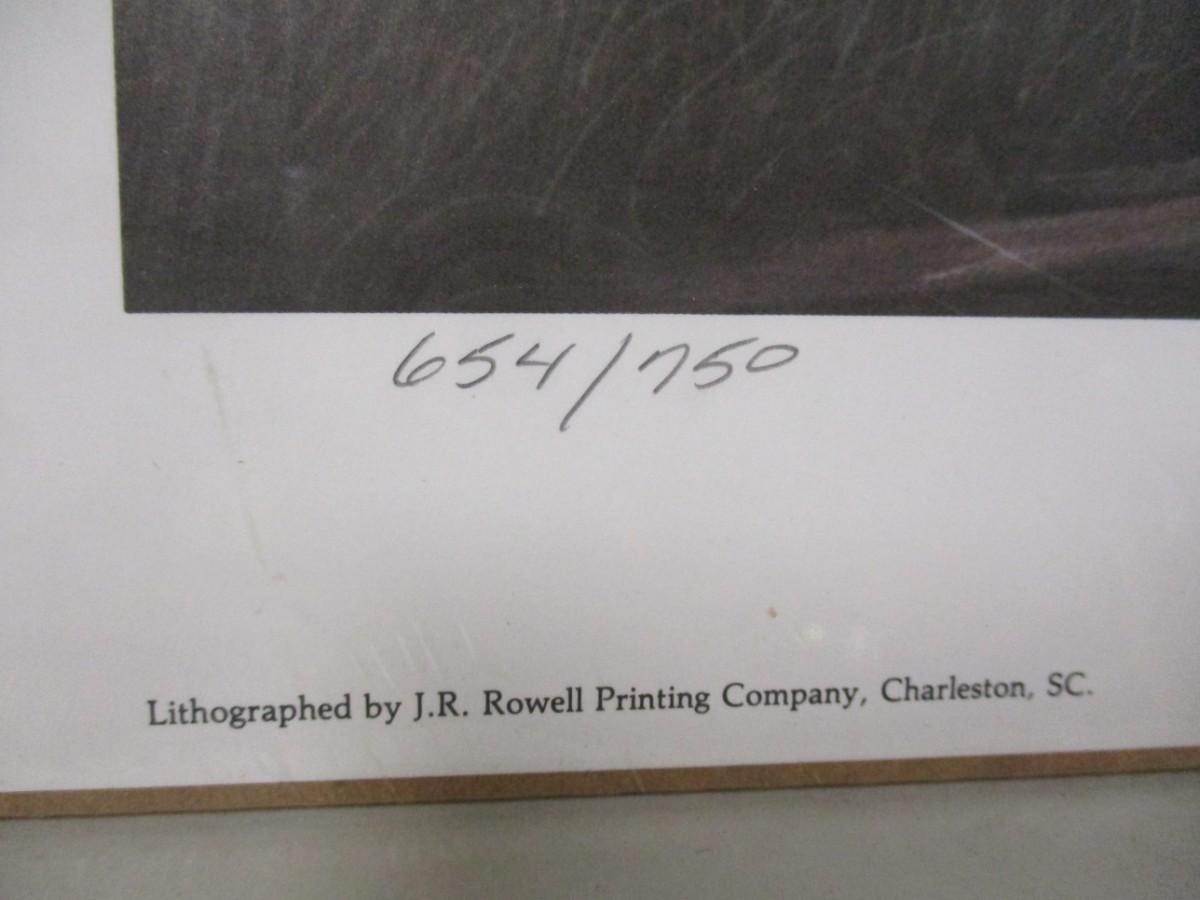 654/750
Lithographed by J.R. Rowell Printing Company, Charleston, SC.